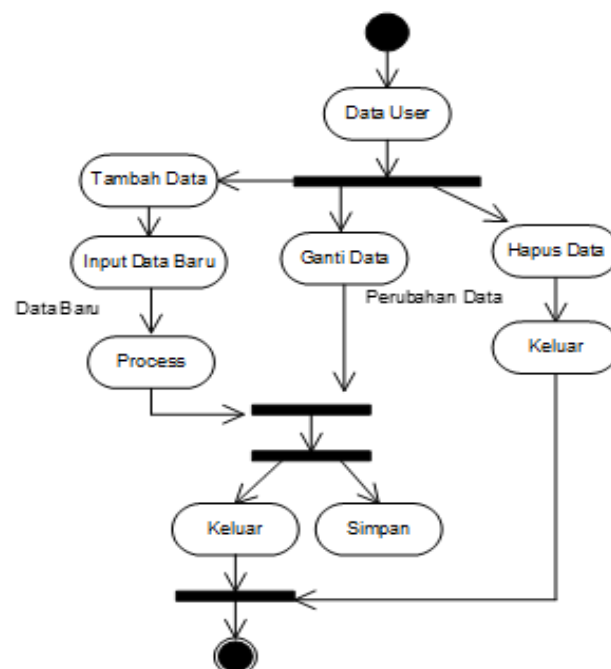 Data User
Tambah Data
Input Data Baru
Ganti Data
Hapus Data
Data Baru
Perubahan Data
Process
Keluar
Keluar
Simpan